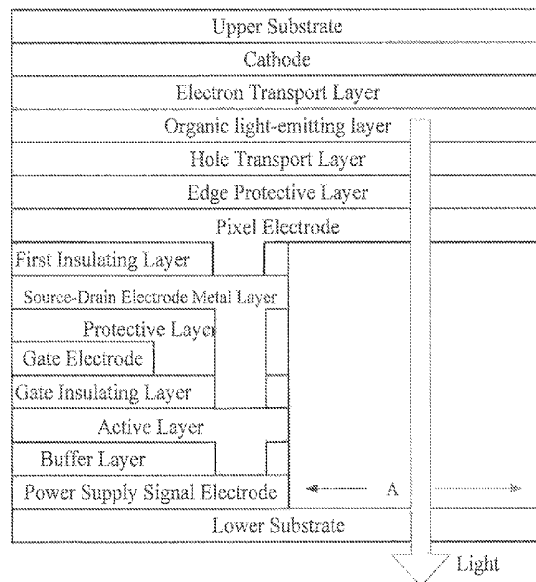 Upper Substrate
Cathode
Electron Transport Layer
Organic light-emitting layer
Hole Transport Layer
Edge Protective Layer
Pixel Electrode
First Insulating Layer
Source-Drain Electrode Metal Layer
Protective Layer
Gate Electrode
Gate Insulating Layer
Active Layer
Buffer Layer
Power Supply Signal Electrode
A
Lower Substrate
Light